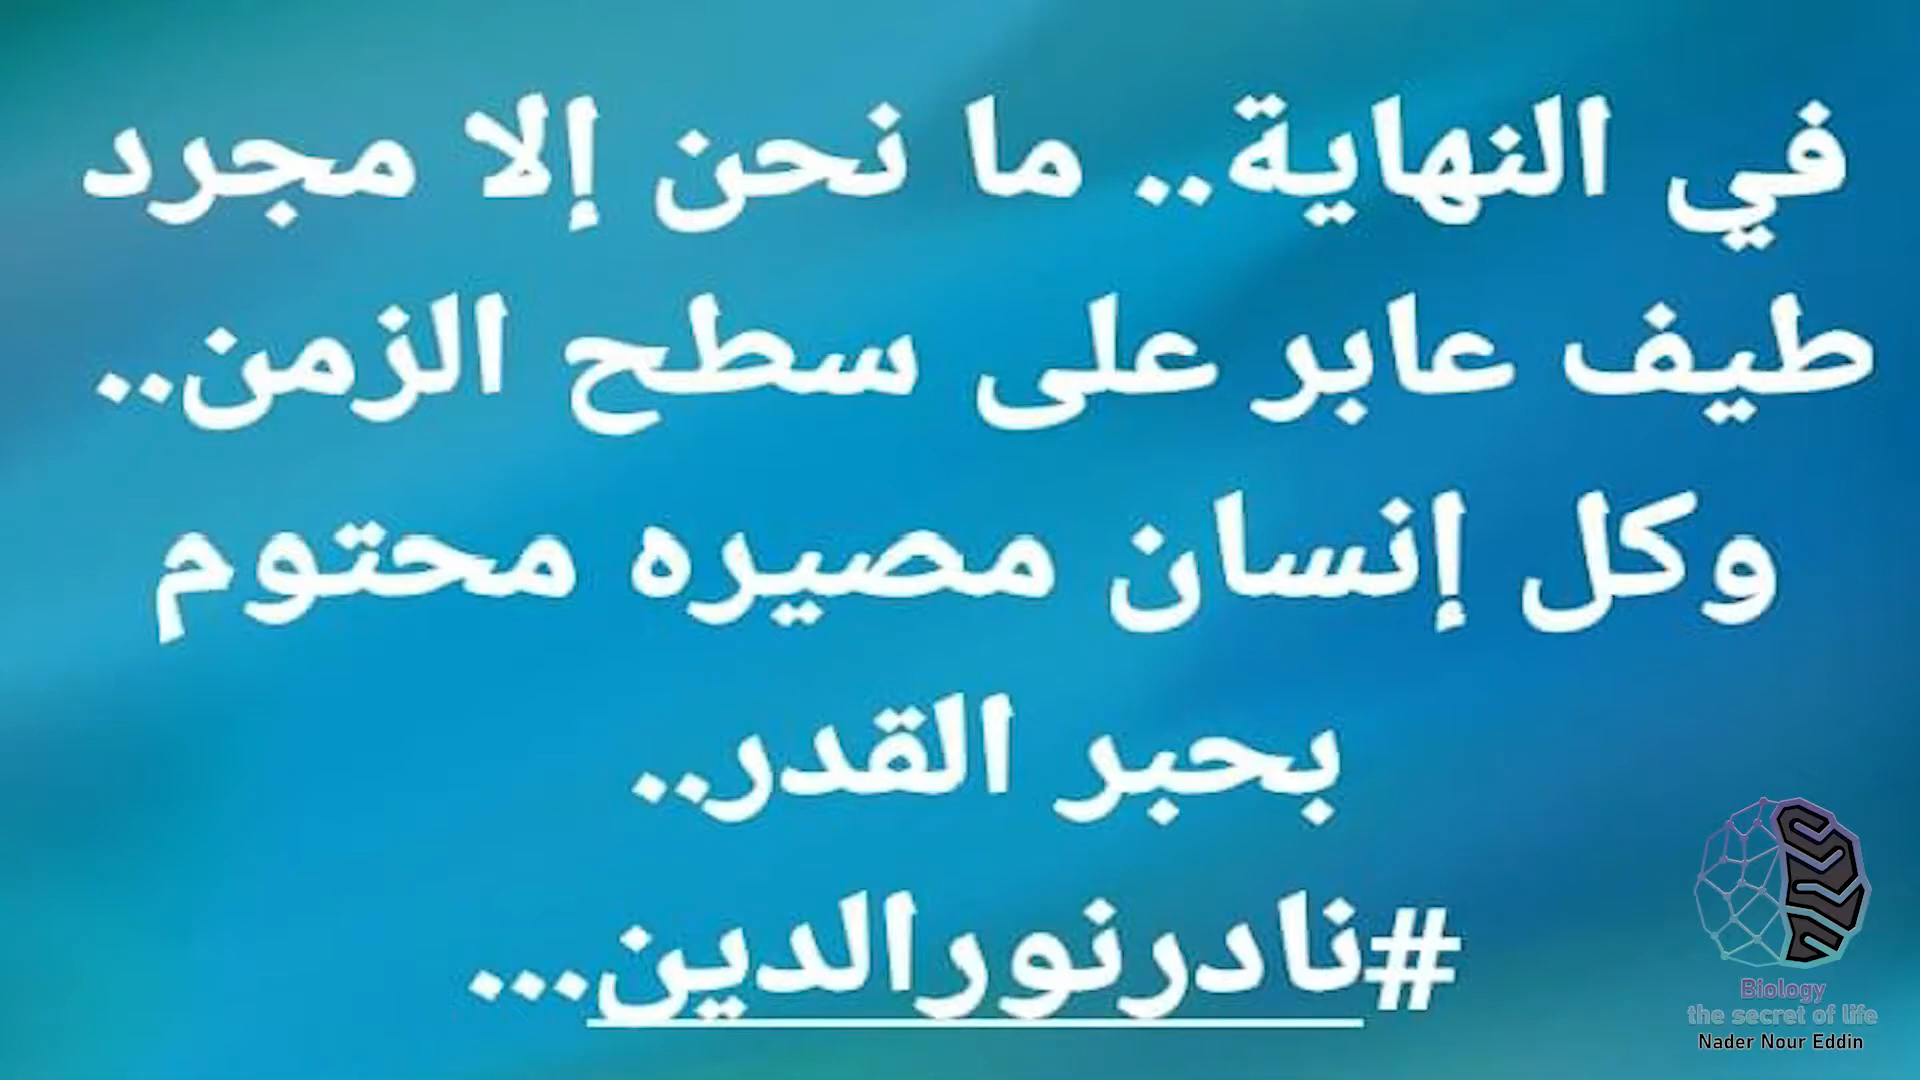 في النهاية.. ما نحن إلا مجرد
طيف عابر على سطح الزمن..
وكل إنسان مصيره محتوم
بحبر القدر..
#نادرنورالدين...
Biology
the secret of life
Nader Nour Eddin